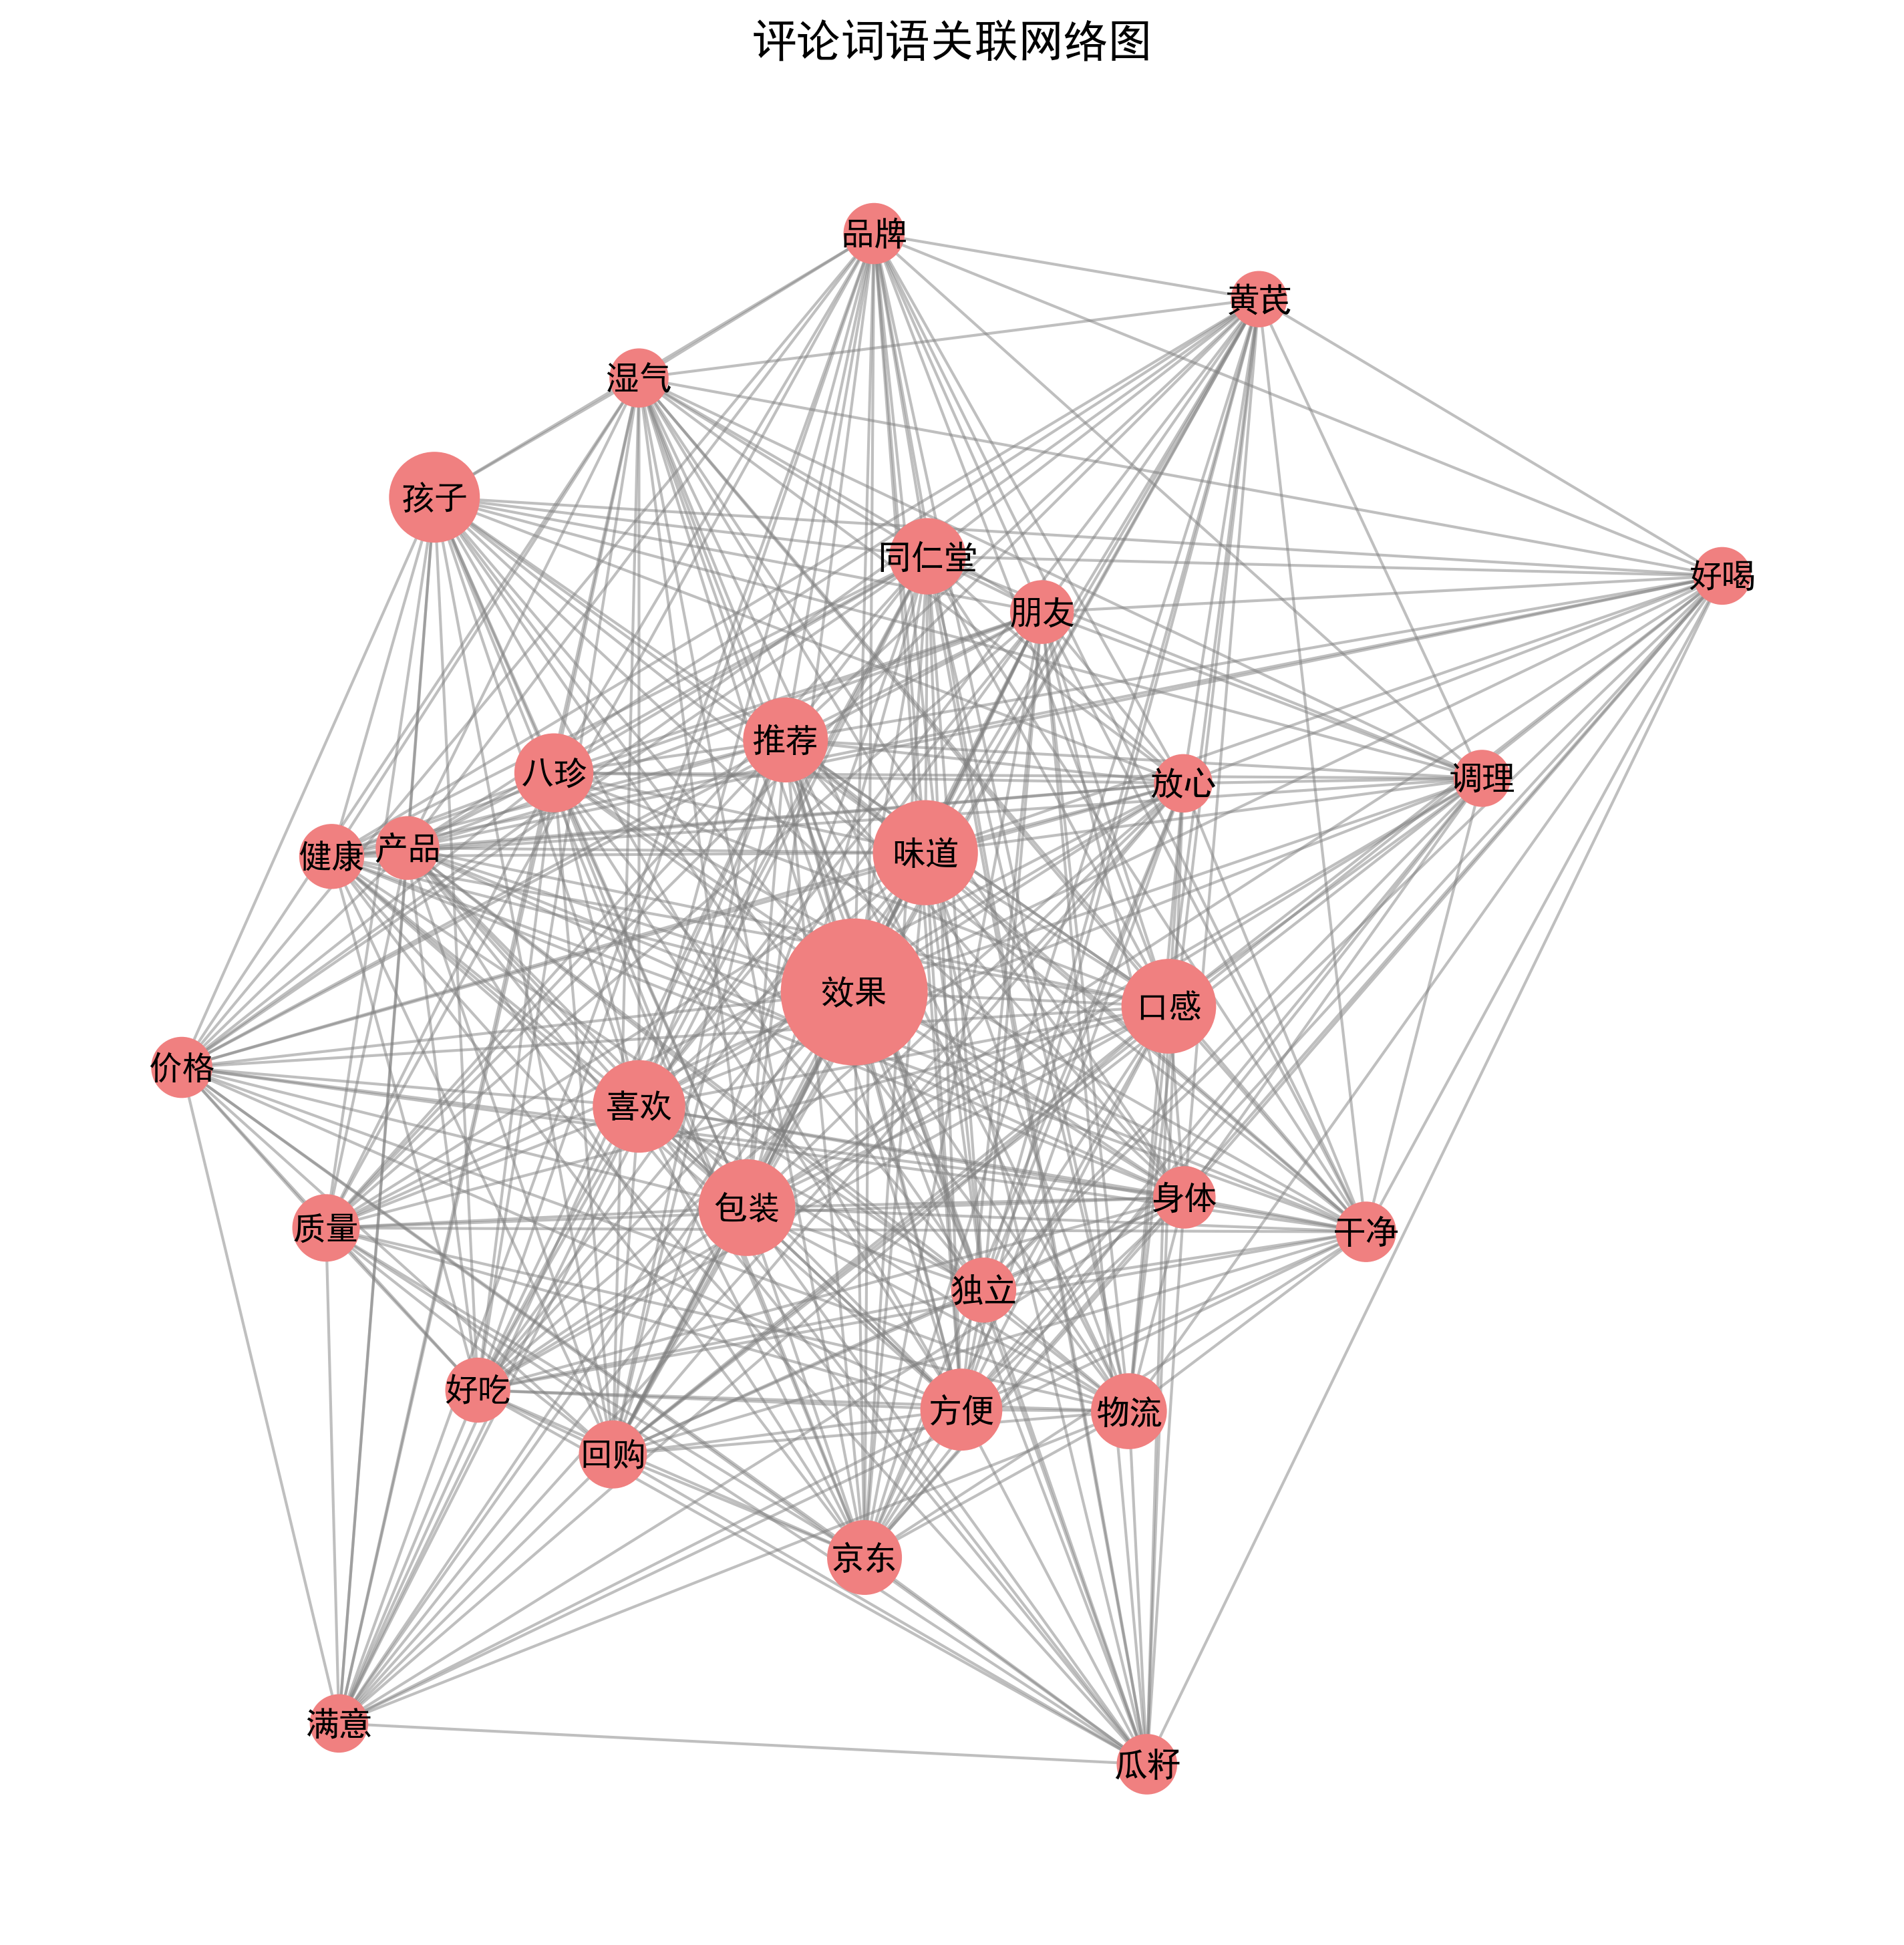 评论词语关联网络图
品牌
黄芪
湿气
孩子
同仁堂
好喝
朋友
推荐
八珍
放心
调理
健康
产品
味道
效果
口感
价格
喜欢
包装
身体
质量
干净
独立
好吃
方便
物流
回购
京东
满意
瓜籽